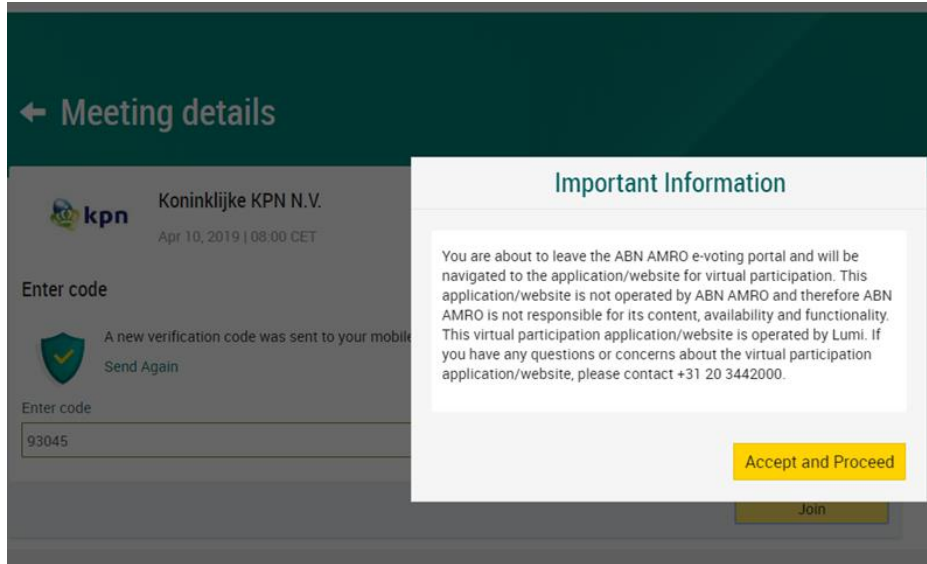 Meeting details
kpn
Koninklijke KPN N.V.
Apr 10, 2019 | 08:00 CET
Enter code
A new verification code was sent to your mobile
Send Again
Enter code
93045
Join
Important Information
You are about to leave the ABN AMRO e-voting portal and will be
navigated to the application/website for virtual participation. This
application/website is not operated by ABN AMRO and therefore ABN
AMRO is not responsible for its content, availability and functionality.
This virtual participation application/website is operated by Lumi. If
you have any questions or concerns about the virtual participation
application/website, please contact +31 20 3442000.
Accept and Proceed